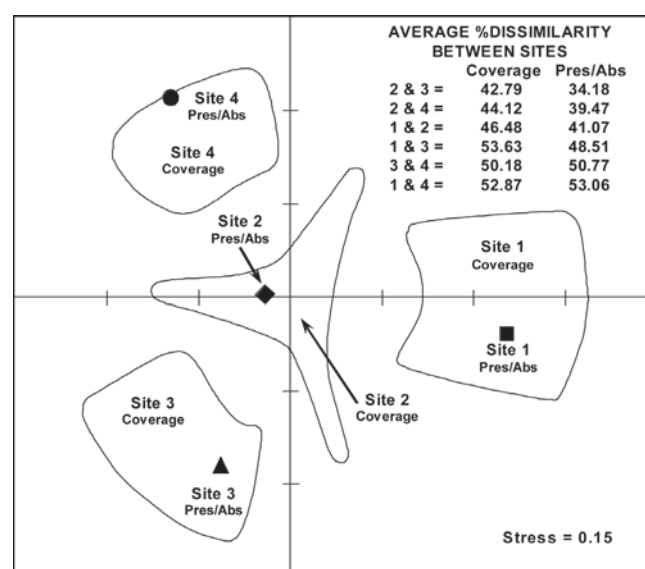 AVERAGE %DISSIMILARITY
BETWEEN SITES
Coverage Pres/Abs
2 & 3 = 42.79 34.18
2 & 4 = 44.12 39.47
1 & 2 = 46.48 41.07
1 & 3 = 53.63 48.51
3 & 4 = 50.18 50.77
1 & 4 = 52.87 53.06
Site 4
Pres/Abs
Site 4
Coverage
Site 2
Pres/Abs
Site 1
Coverage
Site 1
Pres/Abs
Site 2
Coverage
Site 3
Coverage
Site 3
Pres/Abs
Stress = 0.15